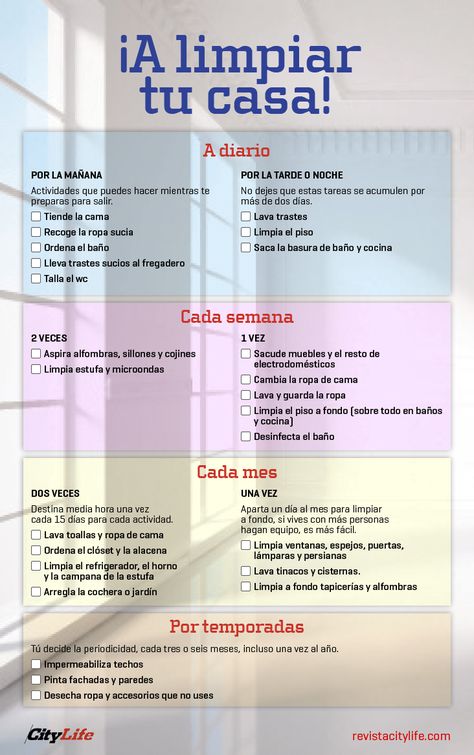 ¡A limpiar
tu casa!
A diario
POR LA MAÑANA
Actividades que puedes hacer mientras te
preparas para salir.
Tiende la cama
Recoge la ropa sucia
Ordena el baño
Lleva trastes sucios al fregadero
Talla el wc
POR LA TARDE O NOCHE
No dejes que estas tareas se acumulen por
más de dos días.
Lava trastes
Limpia el piso
Saca la basura de baño y cocina
Cada semana
2 VECES
Aspira alfombras, sillones y cojines
Limpia estufa y microondas
1 VEZ
Sacude muebles y el resto de
electrodomésticos
Cambia la ropa de cama
Lava y guarda la ropa
Limpia el piso a fondo (sobre todo en baños
y cocina)
Desinfecta el baño
Cada mes
DOS VECES
Destina media hora una vez
cada 15 días para cada actividad.
Lava toallas y ropa de cama
Ordena el clóset y la alacena
Limpia el refrigerador, el horno
y la campana de la estufa
Arregla la cochera o jardín
UNA VEZ
Aparta un día al mes para limpiar
a fondo, si vives con más personas
hagan equipo, es más fácil.
Limpia ventanas, espejos, puertas,
lámparas y persianas
Lava tinacos y cisternas.
Limpia a fondo tapicerías y alfombras
Por temporadas
Tú decide la periodicidad, cada tres o seis meses, incluso una vez al año.
Impermeabiliza techos
Pinta fachadas y paredes
Desecha ropa y accesorios que no uses
CityLife
revistacitylife.com